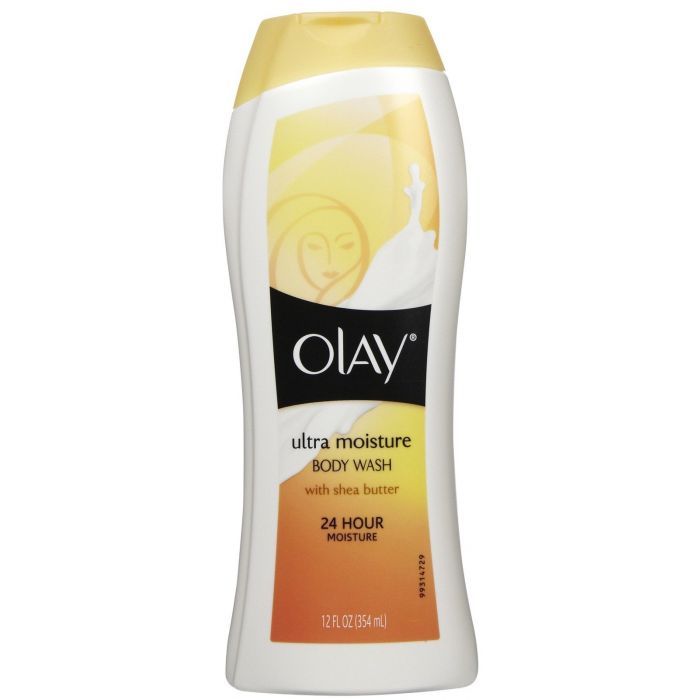 OLAY®
ultra moisture
BODY WASH
with shea butter
24 HOUR
MOISTURE
99314729
12 FL OZ (354 mL)